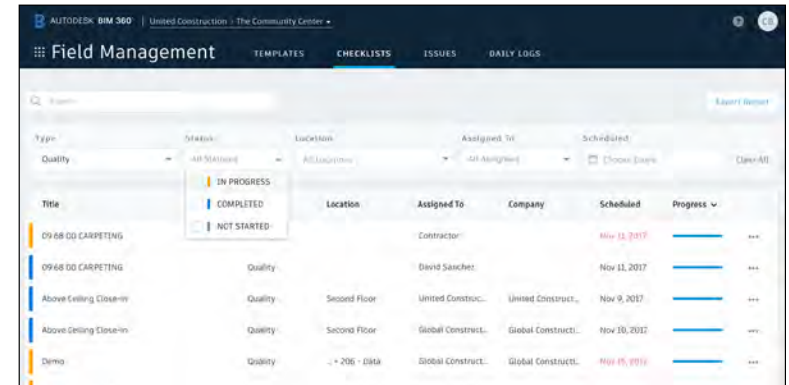 AUTODESK BIM 360 | United Construction > The Community Center
Field Management TEMPLATES CHECKLISTS ISSUES DAILY LOGS
CB
Search
Export Report
Type Status Location Assigned To Scheduled
Quality All Statuses All Locations All Assigned Choose Dates Clear All
IN PROGRESS
COMPLETED
NOT STARTED
Title Location Assigned To Company Scheduled Progress
09 68 00 CARPETING Contractor Nov 11, 2017
09 68 00 CARPETING Quality David Sancher Nov 11, 2017
Above Ceiling Close-In Quality Second Floor United Construc... United Construct... Nov 9, 2017
Above Ceiling Close-In Quality Second Floor Global Construct... Global Constructi... Nov 10, 2017
Demo Quality ... • 206 - Data Global Construct... Global Constructi... Nov